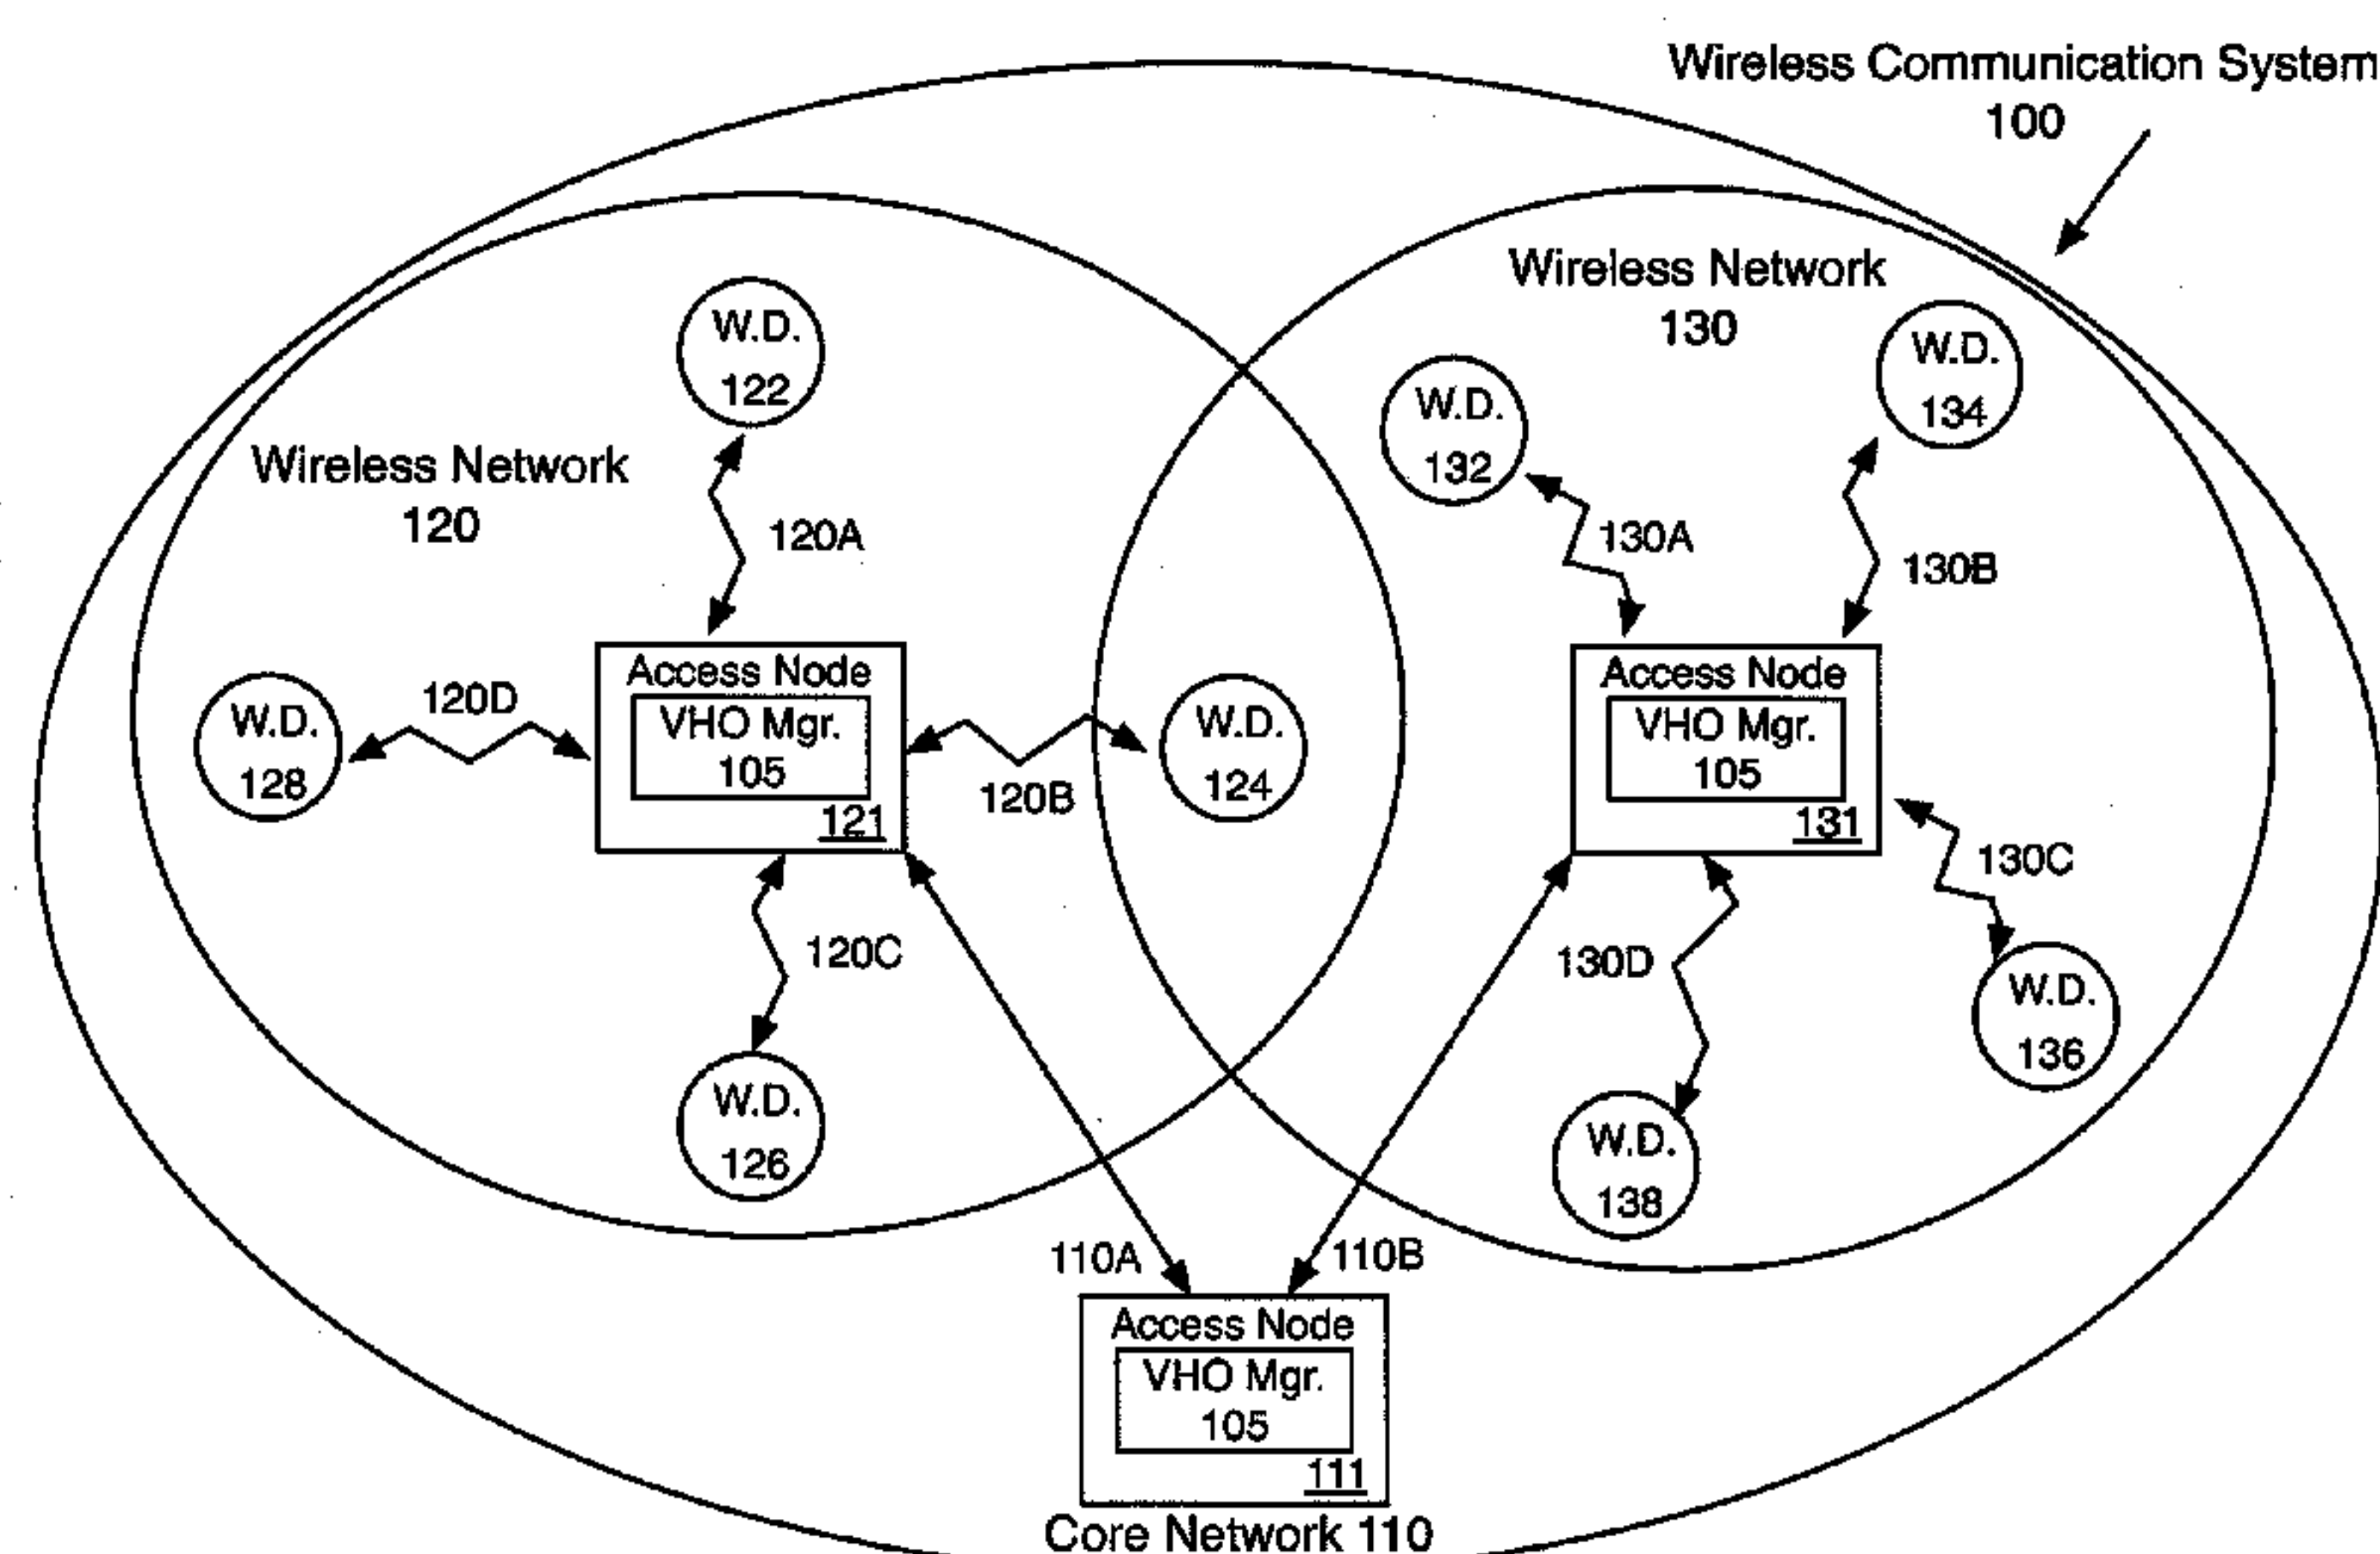 Wireless Communication System
100
Wireless Network
130
W.D.
122
W.D.
134
W.D.
132
Wireless Network
120
120A
130A
130B
Access Node
VHO Mgr.
105
121
W.D.
128
120D
120B
W.D.
124
Access Node
VHO Mgr.
105
131
130C
120C
130D
W.D.
136
W.D.
126
W.D.
138
110A
110B
Access Node
VHO Mgr.
105
111
Core Network 110